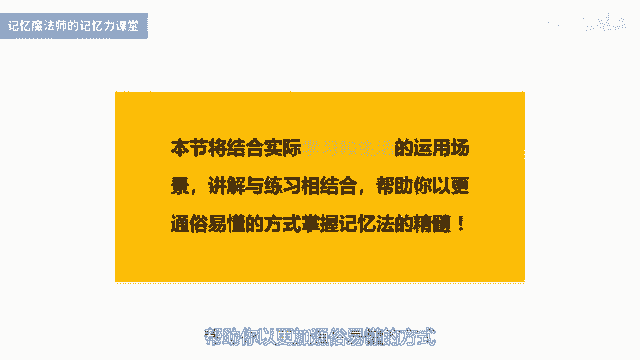 记忆魔法师的记忆力课堂
本节将结合实际的运用场
景，讲解与练习相结合，帮助你以更
通俗易懂的方式掌握记忆法的精髓！
帮助你以更加通俗易懂的方式